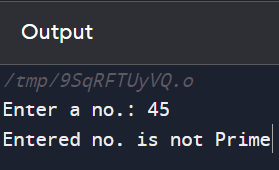 Output
/tmp/9SqRFTUyVQ.o
Enter a no.: 45
Entered no. is not Prime